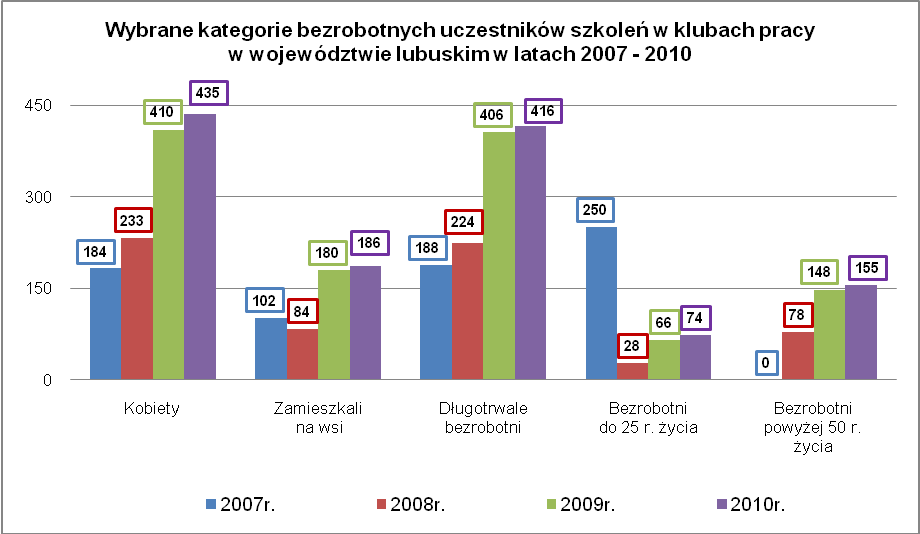 Wybrane kategorie bezrobotnych uczestników szkoleń w klubach pracy
w województwie lubuskim w latach 2007 - 2010
450
300
150
0
184
233
410
435
102
84
180
186
188
224
406
416
250
28
66
74
0
78
148
155
Kobiety
Zamieszkali
na wsi
Długotrwale
bezrobotni
Bezrobotni
do 25 r. życia
Bezrobotni
powyżej 50 r.
życia
2007r.
2008r.
2009r.
2010r.